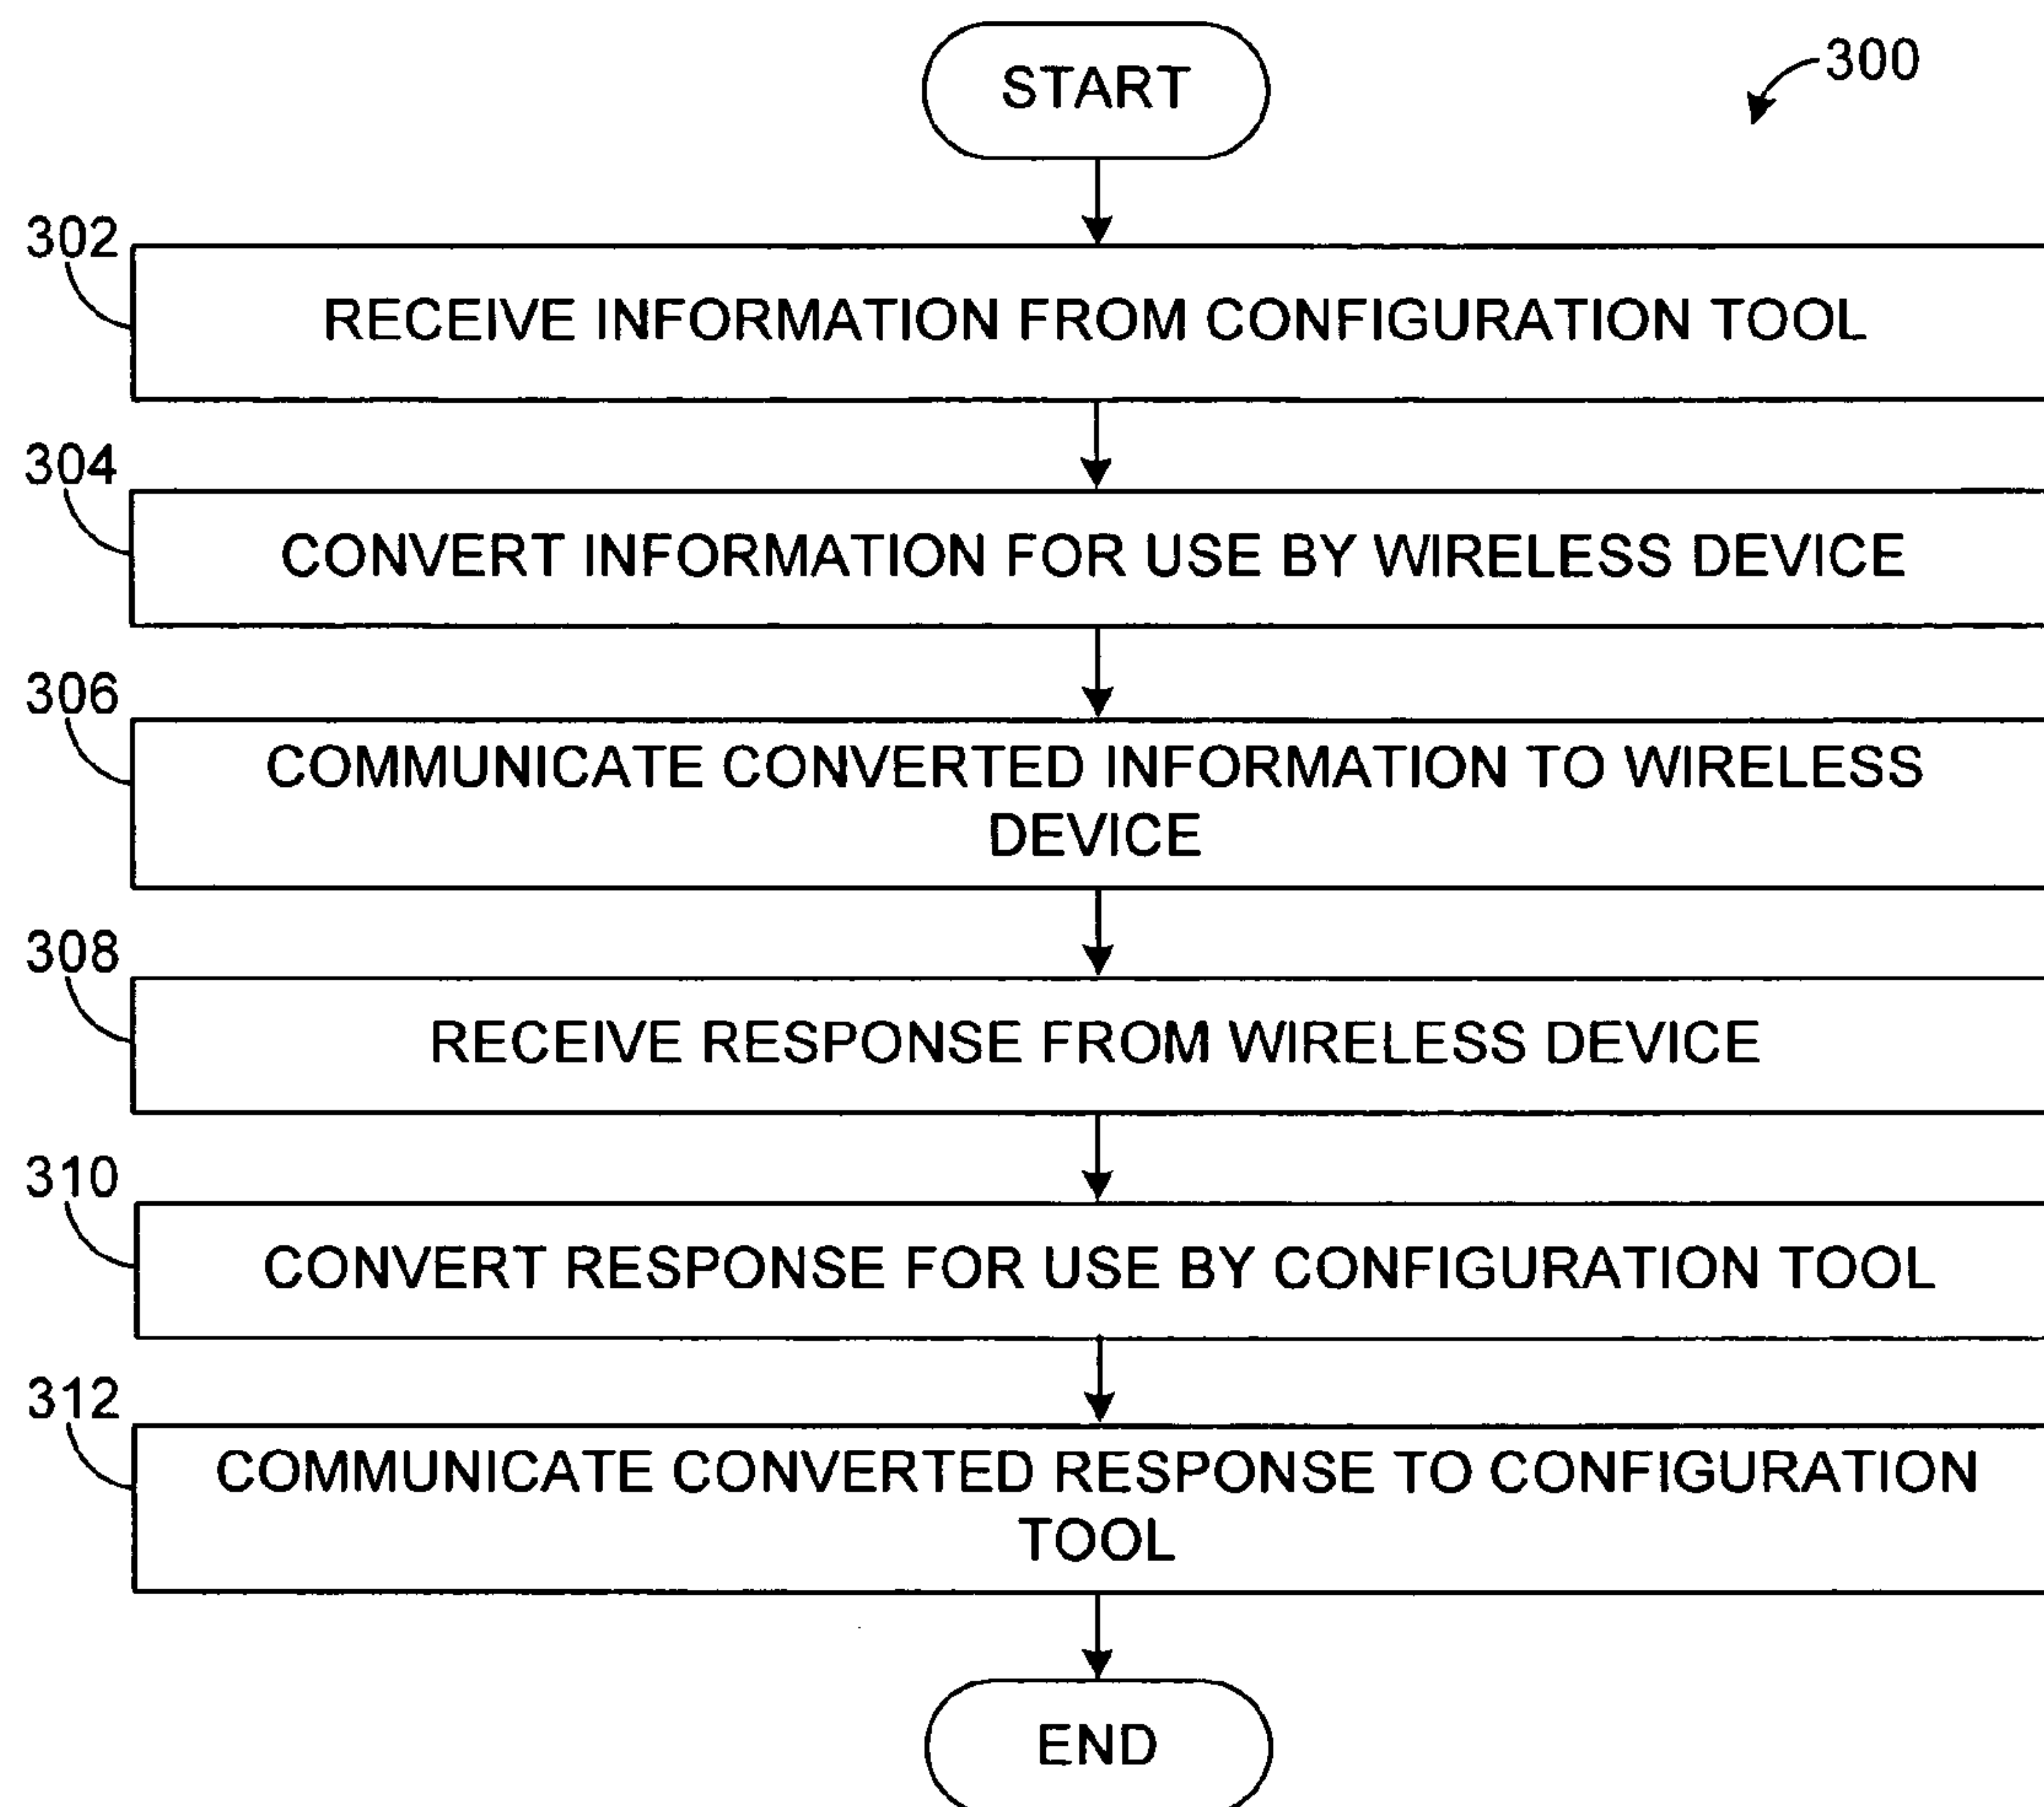 START
300
302
RECEIVE INFORMATION FROM CONFIGURATION TOOL
304
CONVERT INFORMATION FOR USE BY WIRELESS DEVICE
306
COMMUNICATE CONVERTED INFORMATION TO WIRELESS
DEVICE
308
RECEIVE RESPONSE FROM WIRELESS DEVICE
310
CONVERT RESPONSE FOR USE BY CONFIGURATION TOOL
312
COMMUNICATE CONVERTED RESPONSE TO CONFIGURATION
TOOL
END